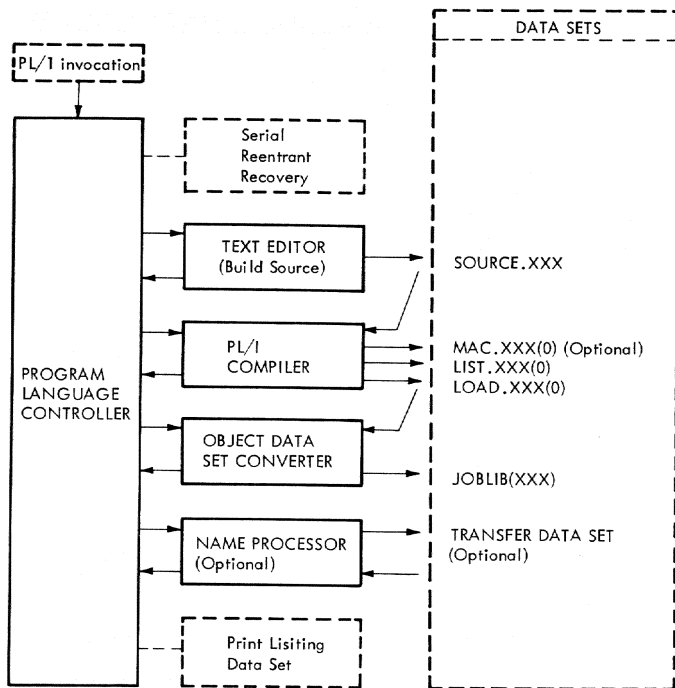 DATA SETS
PL/1 invocation
Serial
Reentrant
Recovery
TEXT EDITOR
(Build Source)
SOURCE.XXX
PL/I
COMPILER
MAC.XXX(0) (Optional)
LIST.XXX(0)
LOAD.XXX(0)
PROGRAM
LANGUAGE
CONTROLLER
OBJECT DATA
SET CONVERTER
JOBLIB(XXX)
NAME PROCESSOR
(Optional)
TRANSFER DATA SET
(Optional)
Print Lisiting
Data Set